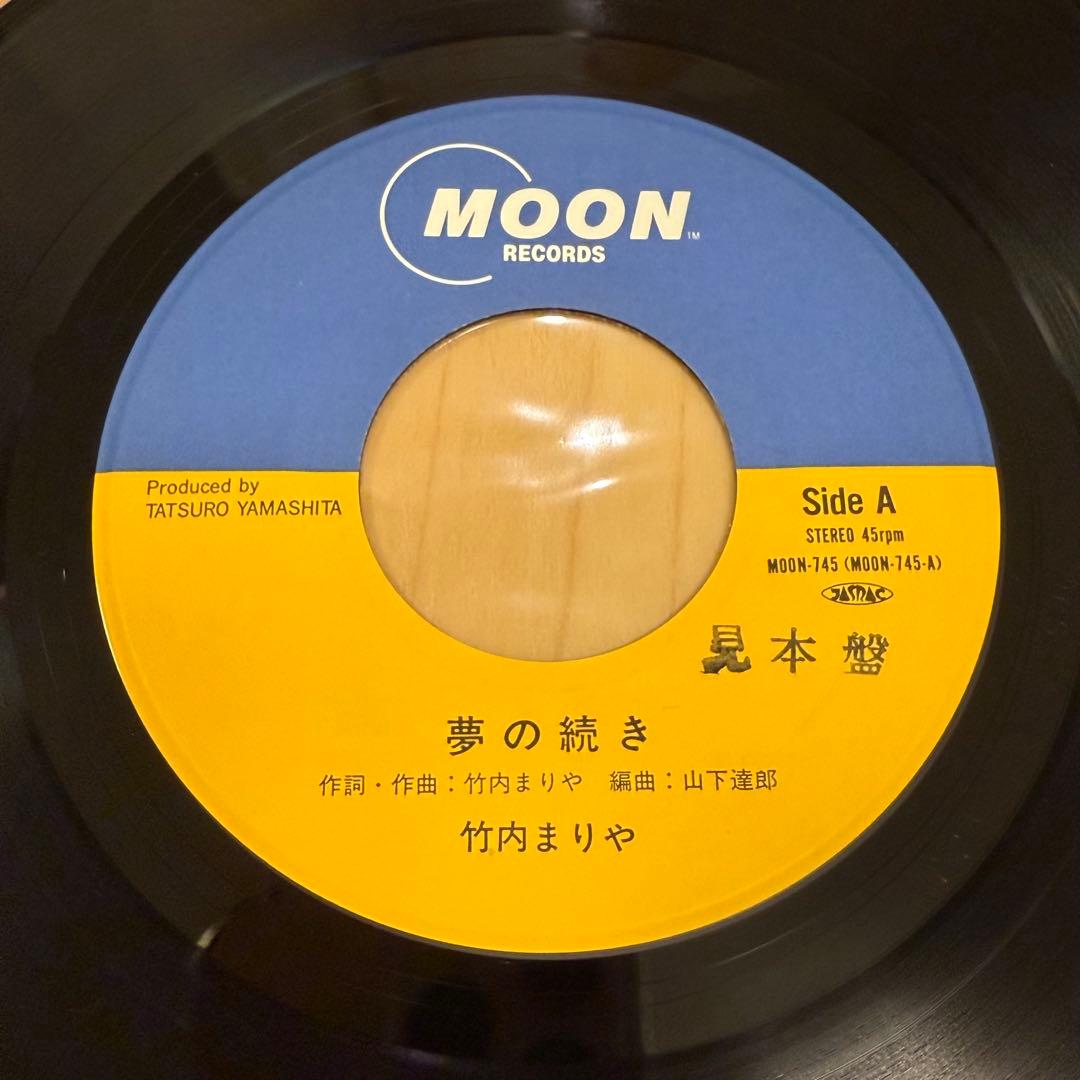 MOON TM
RECORDS
Produced by
TATSURO YAMASHITA
Side A
STEREO 45rpm
MOON-745 (MOON-745-A)
JASRAC
見本盤
夢の続き
作詞・作曲：竹内まりや　編曲：山下達郎
竹内まりや